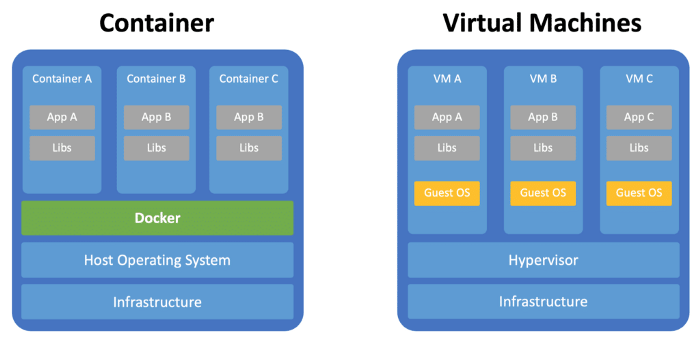 Container
Virtual Machines
Container A
Container B
Container C
App A
App B
App B
Libs
Libs
Libs
Docker
Host Operating System
Infrastructure
VM A
VM B
VM C
App A
App B
App C
Libs
Libs
Libs
Guest OS
Guest OS
Guest OS
Hypervisor
Infrastructure